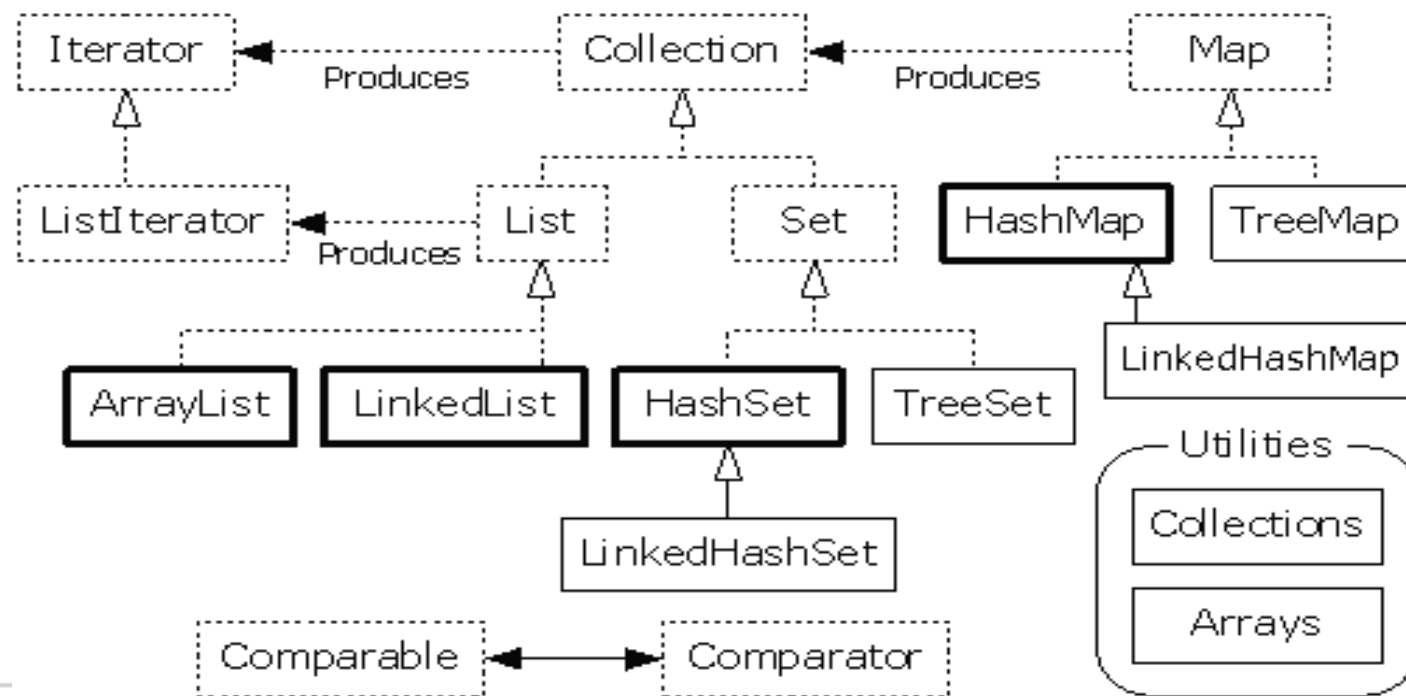 Iterator
Collection
Map
Produces
Produces
ListIterator
List
Set
HashMap
TreeMap
Produces
LinkedHashMap
ArrayList
LinkedList
HashSet
TreeSet
Utilities
Collections
LinkedHashSet
Arrays
Comparable
Comparator